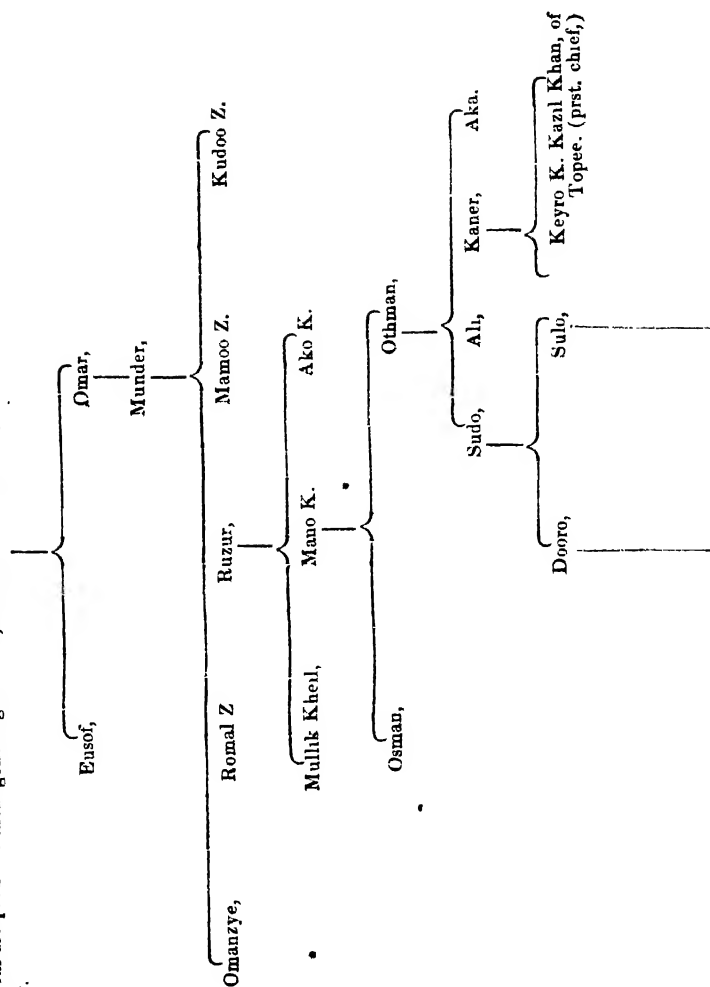 Eusof, Omar,
Munder,
Omanzye, Romal Z Ruzur, Mamoo Z. Kudoo Z.
Mullik Kheil, Mano K. Ako K.
Osman, Othman,
Sudo, Ali, Kaner, Aka.
Dooro, Sulo, Keyro K. Kazil Khan, of
Topee. (prst. chief,)